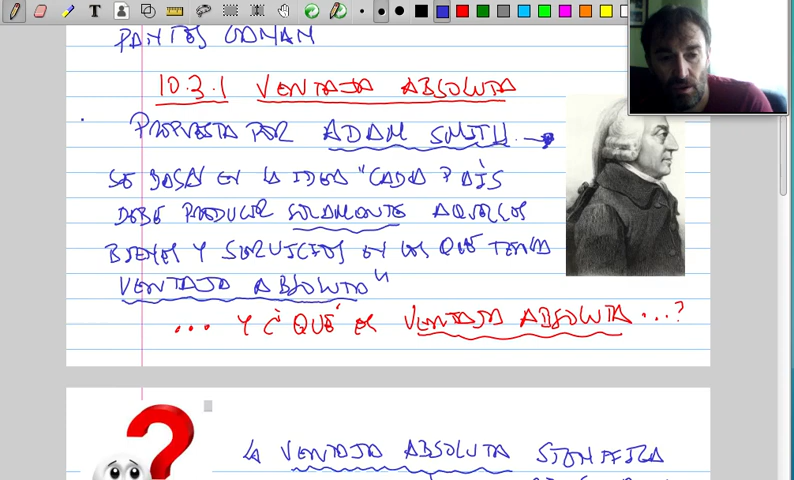 PARTES GANAN
10.3.1 VENTAJA ABSOLUTA
PROPUESTA POR ADAM SMITH
SE BASA EN LA IDEA "CADA PAÍS
DEBE PRODUCIR SOLAMENTE AQUELLOS
BIENES Y SERVICIOS EN LOS QUE TENGA
VENTAJA ABSOLUTA"
... Y ¿QUÉ ES VENTAJA ABSOLUTA...?
LA VENTAJA ABSOLUTA SIGNIFICA